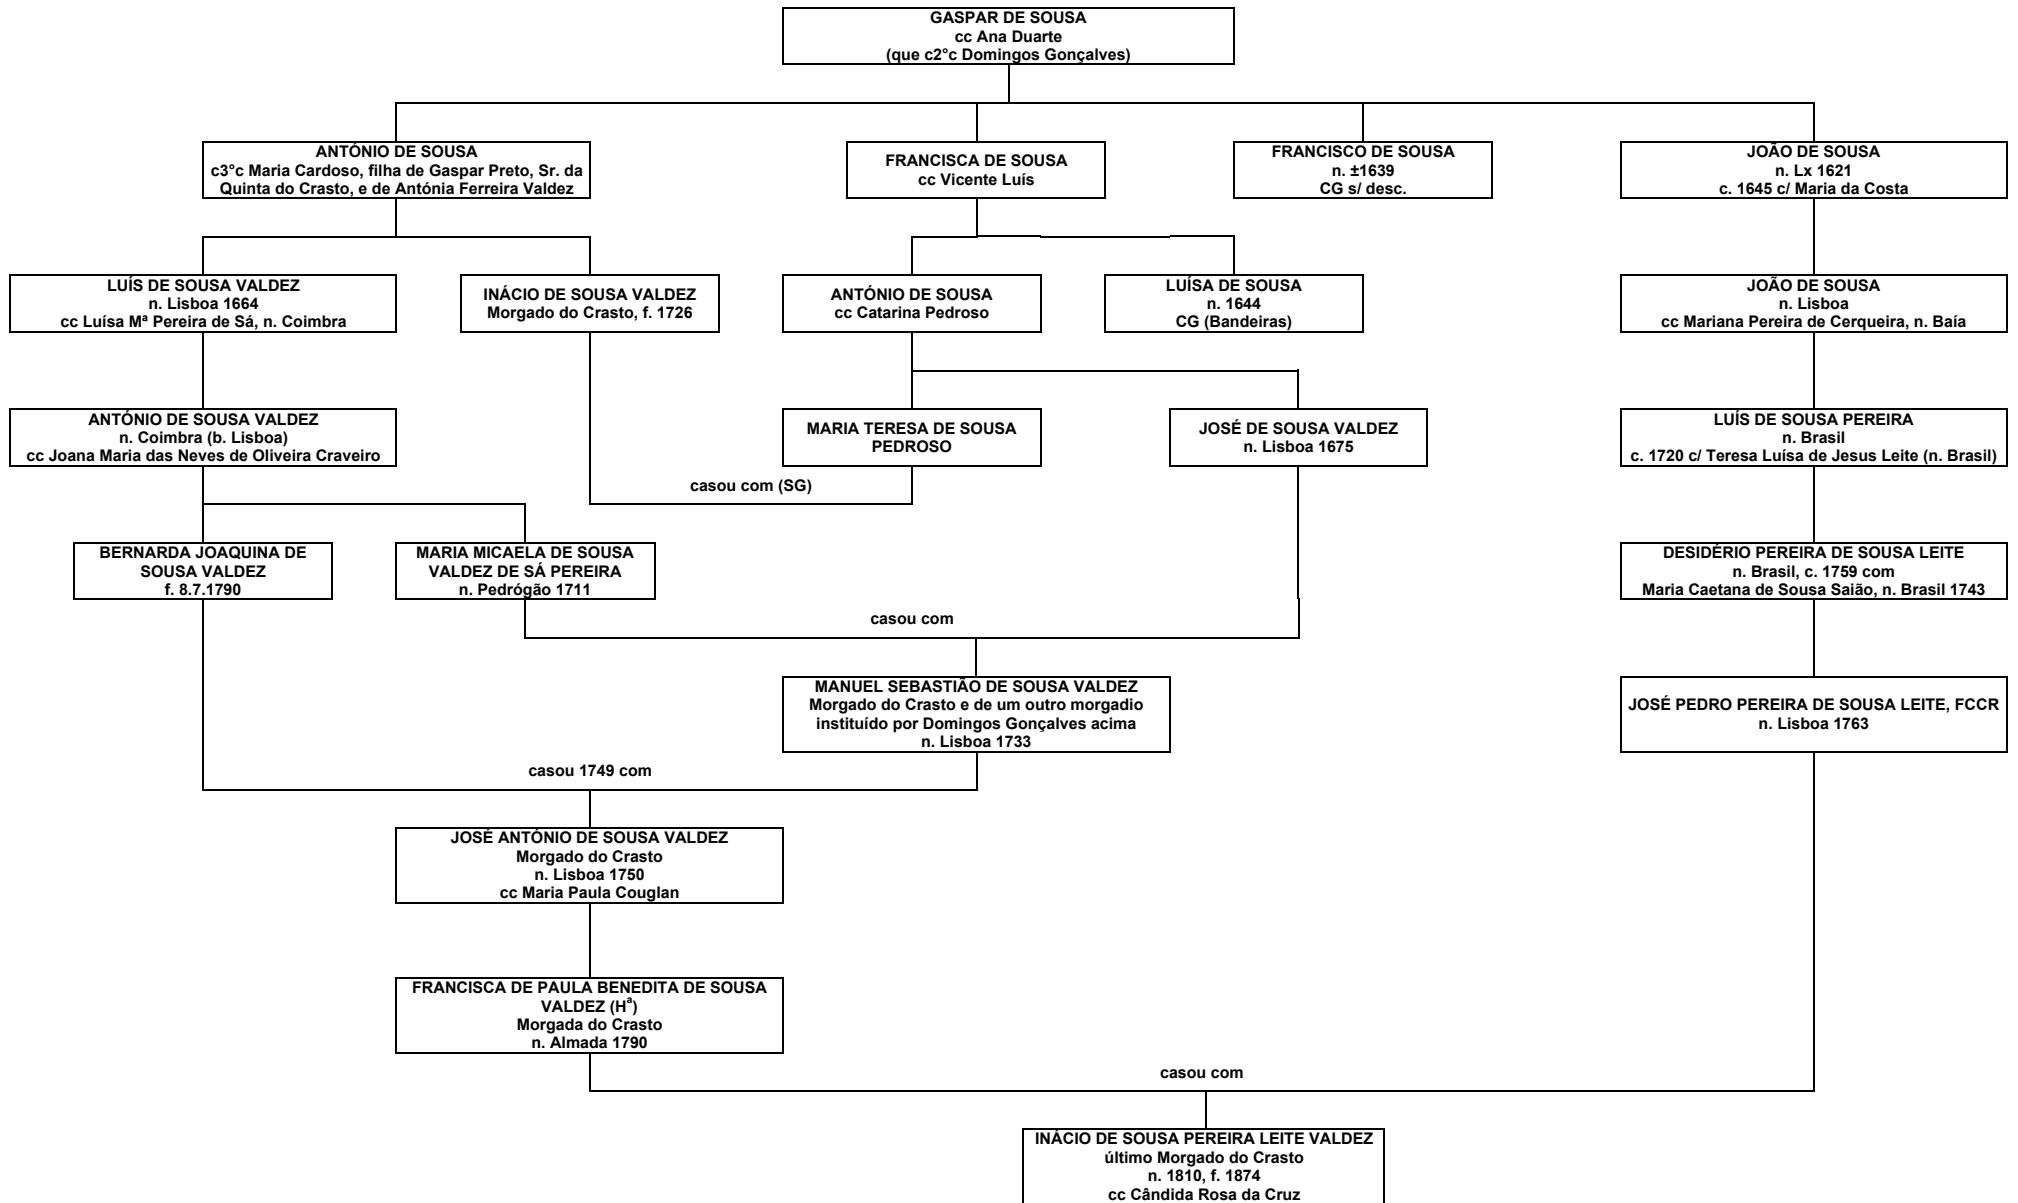 GASPAR DE SOUSA
cc Ana Duarte
(que c2°c Domingos Gonçalves)
ANTÓNIO DE SOUSA
c3°c Maria Cardoso, filha de Gaspar Preto, Sr. da
Quinta do Crasto, e de Antónia Ferreira Valdez
FRANCISCA DE SOUSA
cc Vicente Luís
FRANCISCO DE SOUSA
n. ±1639
CG s/ desc.
JOÃO DE SOUSA
n. Lx 1621
c. 1645 c/ Maria da Costa
LUÍS DE SOUSA VALDEZ
n. Lisboa 1664
cc Luísa Mª Pereira de Sá, n. Coimbra
INÁCIO DE SOUSA VALDEZ
Morgado do Crasto, f. 1726
ANTÓNIO DE SOUSA
cc Catarina Pedroso
LUÍSA DE SOUSA
n. 1644
CG (Bandeiras)
JOÃO DE SOUSA
n. Lisboa
cc Mariana Pereira de Cerqueira, n. Baía
ANTÓNIO DE SOUSA VALDEZ
n. Coimbra (b. Lisboa)
cc Joana Maria das Neves de Oliveira Craveiro
MARIA TERESA DE SOUSA
PEDROSO
JOSÉ DE SOUSA VALDEZ
n. Lisboa 1675
LUÍS DE SOUSA PEREIRA
n. Brasil
c. 1720 c/ Teresa Luísa de Jesus Leite (n. Brasil)
casou com (SG)
BERNARDA JOAQUINA DE
SOUSA VALDEZ
f. 8.7.1790
MARIA MICAELA DE SOUSA
VALDEZ DE SÁ PEREIRA
n. Pedrógão 1711
DESIDÉRIO PEREIRA DE SOUSA LEITE
n. Brasil, c. 1759 com
Maria Caetana de Sousa Saião, n. Brasil 1743
casou com
MANUEL SEBASTIÃO DE SOUSA VALDEZ
Morgado do Crasto e de um outro morgadio
instituído por Domingos Gonçalves acima
n. Lisboa 1733
JOSÉ PEDRO PEREIRA DE SOUSA LEITE, FCCR
n. Lisboa 1763
casou 1749 com
JOSÉ ANTÓNIO DE SOUSA VALDEZ
Morgado do Crasto
n. Lisboa 1750
cc Maria Paula Couglan
FRANCISCA DE PAULA BENEDITA DE SOUSA
VALDEZ (Hª)
Morgada do Crasto
n. Almada 1790
casou com
INÁCIO DE SOUSA PEREIRA LEITE VALDEZ
último Morgado do Crasto
n. 1810, f. 1874
cc Cândida Rosa da Cruz